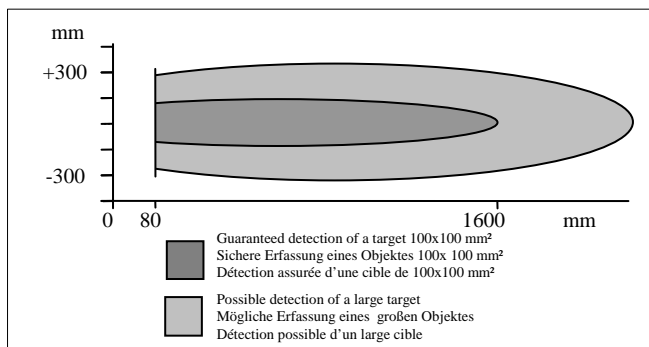 mm
+300
-300
0 80 1600 mm
Guaranteed detection of a target 100x100 mm²
Sichere Erfassung eines Objektes 100x 100 mm²
Détection assurée d'une cible de 100x100 mm²
Possible detection of a large target
Mögliche Erfassung eines großen Objektes
Détection possible d'un large cible